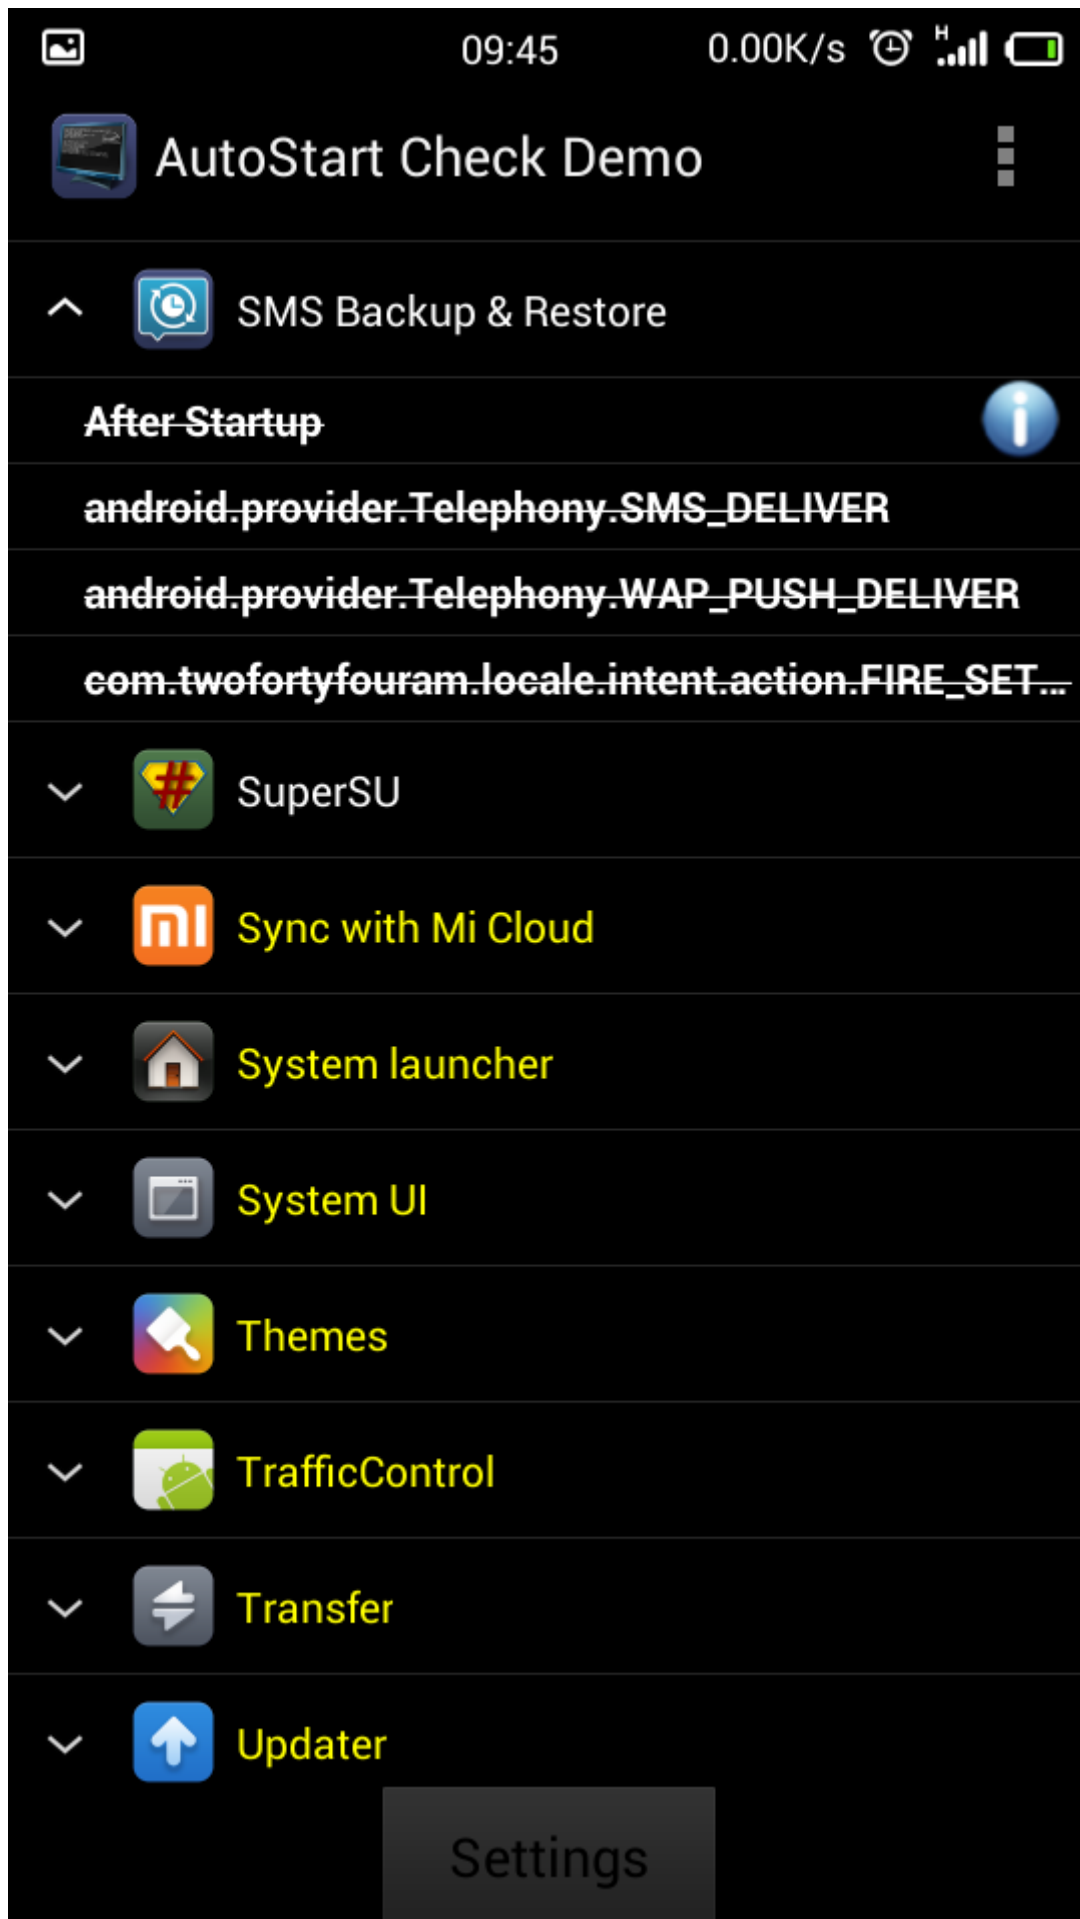 09:45 0.00K/s H
AutoStart Check Demo
SMS Backup & Restore
After Startup
android.provider.Telephony.SMS_DELIVER
android.provider.Telephony.WAP_PUSH_DELIVER
com.twofortyfouram.locale.intent.action.FIRE_SET...
SuperSU
Sync with Mi Cloud
System launcher
System UI
Themes
TrafficControl
Transfer
Updater
Settings